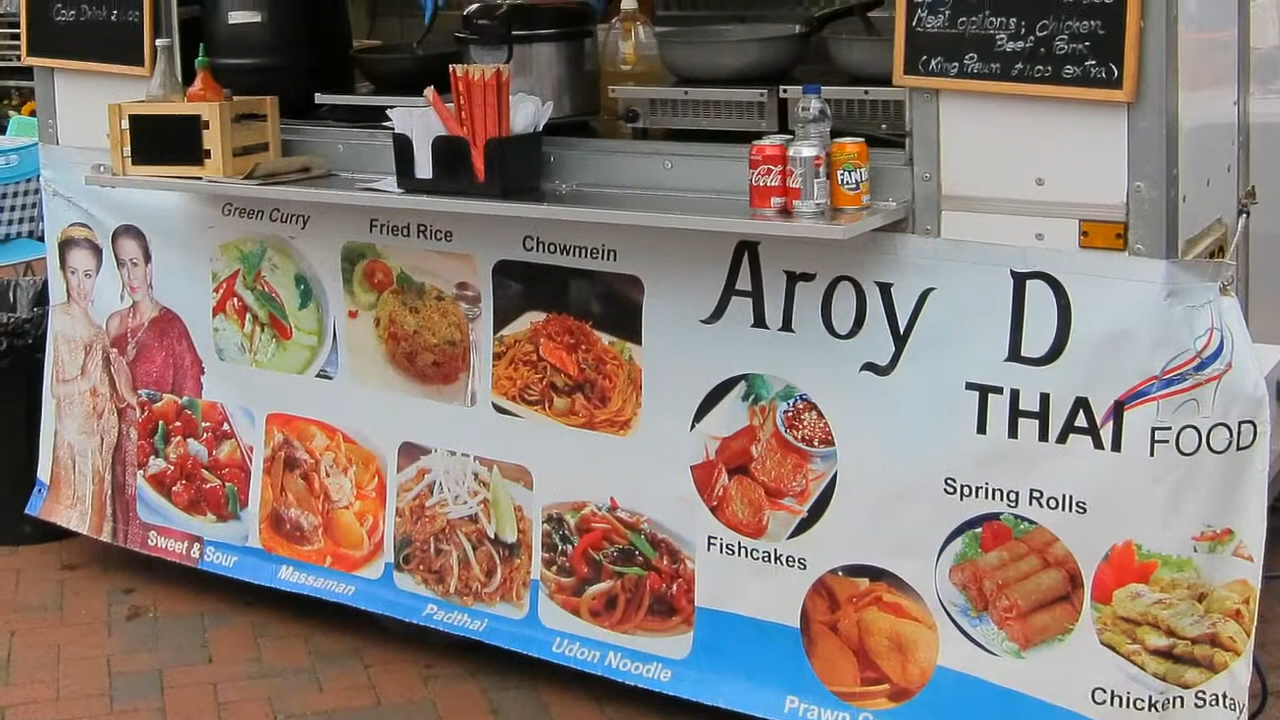 Cold Drink £1.00
Meat options; Chicken
Beef, Pork
(King Prawn £1.00 extra)
Coca-Cola
FANTA
Green Curry
Fried Rice
Chowmein
Aroy D
THAI FOOD
Sweet & Sour
Massaman
Padthai
Udon Noodle
Fishcakes
Spring Rolls
Prawn
Chicken Satay